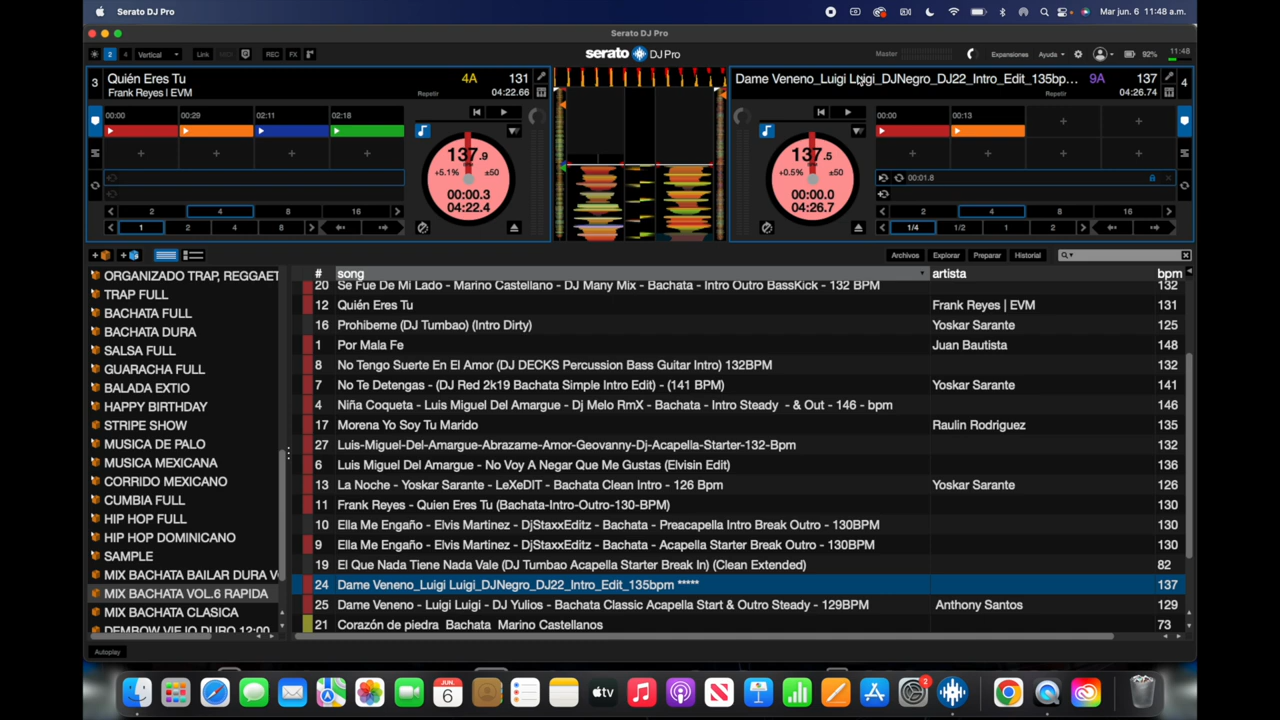 Serato DJ Pro
Mar jun. 6 11:48 a.m.
Serato DJ Pro
2 4 Vertical Link MIDI REC FX
serato DJ Pro
Master Expansiones Ayuda 92% 11:48
3 Quién Eres Tu 4A 131
Frank Reyes | EVM Repetir 04:22.66
Dame Veneno_Luigi Luigi_DJNegro_DJ22_Intro_Edit_135bp... 9A 137 4
Repetir 04:26.74
00:00 00:29 02:11 02:18
137.9
+5.1% ±50
00:00.3
04:22.4
2 4 8 16
1 2 4 8
137.5
+0.5% ±50
00:00.0
04:26.7
00:00 00:13
00:01.8
2 4 8 16
1/4 1/2 1 2
Archivos Explorar Preparar Historial
ORGANIZADO TRAP, REGGAET
TRAP FULL
BACHATA FULL
BACHATA DURA
SALSA FULL
GUARACHA FULL
BALADA EXTIO
HAPPY BIRTHDAY
STRIPE SHOW
MUSICA DE PALO
MUSICA MEXICANA
CORRIDO MEXICANO
CUMBIA FULL
HIP HOP FULL
HIP HOP DOMINICANO
SAMPLE
MIX BACHATA BAILAR DURA V
MIX BACHATA VOL.6 RAPIDA
MIX BACHATA CLASICA
DEMBOW VIEJO DURO 12:00
# song artista bpm
20 Se Fue De Mi Lado - Marino Castellano - DJ Many Mix - Bachata - Intro Outro BassKick - 132 BPM 132
12 Quién Eres Tu Frank Reyes | EVM 131
16 Prohibeme (DJ Tumbao) (Intro Dirty) Yoskar Sarante 125
1 Por Mala Fe Juan Bautista 148
8 No Tengo Suerte En El Amor (DJ DECKS Percussion Bass Guitar Intro) 132BPM 132
7 No Te Detengas - (DJ Red 2k19 Bachata Simple Intro Edit) - (141 BPM) Yoskar Sarante 141
4 Niña Coqueta - Luis Miguel Del Amargue - Dj Melo RmX - Bachata - Intro Steady - & Out - 146 - bpm 146
17 Morena Yo Soy Tu Marido Raulin Rodriguez 135
27 Luis-Miguel-Del-Amargue-Abrazame-Amor-Geovanny-Dj-Acapella-Starter-132-Bpm 132
6 Luis Miguel Del Amargue - No Voy A Negar Que Me Gustas (Elvisin Edit) 136
13 La Noche - Yoskar Sarante - LeXeDIT - Bachata Clean Intro - 126 Bpm Yoskar Sarante 126
11 Frank Reyes - Quien Eres Tu (Bachata-Intro-Outro-130-BPM) 130
10 Ella Me Engaño - Elvis Martinez - DjStaxxEditz - Bachata - Preacapella Intro Break Outro - 130BPM 130
9 Ella Me Engaño - Elvis Martinez - DjStaxxEditz - Bachata - Acapella Starter Break Outro - 130BPM 130
19 El Que Nada Tiene Nada Vale (DJ Tumbao Acapella Starter Break In) (Clean Extended) 82
24 Dame Veneno_Luigi Luigi_DJNegro_DJ22_Intro_Edit_135bpm ***** 137
25 Dame Veneno - Luigi Luigi - DJ Yulios - Bachata Classic Acapella Start & Outro Steady - 129BPM Anthony Santos 129
21 Corazón de piedra Bachata Marino Castellanos 73
Autoplay
JUN. 6
tv
2